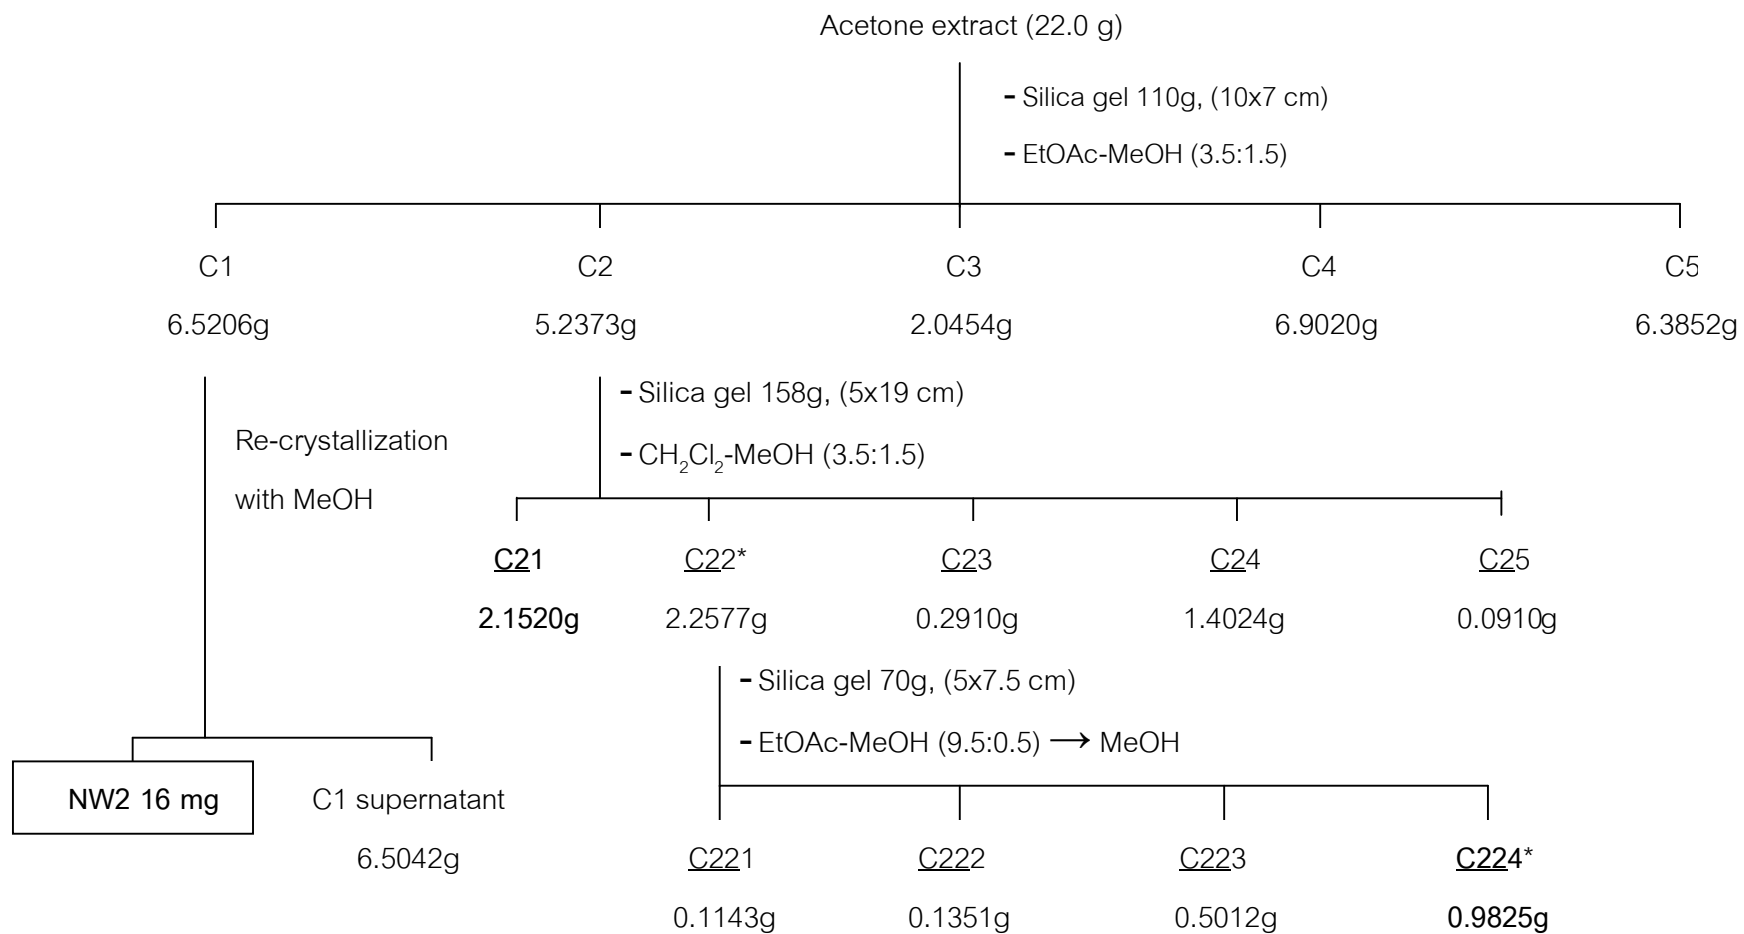 Acetone extract (22.0 g)
- Silica gel 110g, (10x7 cm)
- EtOAc-MeOH (3.5:1.5)
C1 C2 C3 C4 C5
6.5206g 5.2373g 2.0454g 6.9020g 6.3852g
- Silica gel 158g, (5x19 cm)
Re-crystallization
- CH₂Cl₂-MeOH (3.5:1.5)
with MeOH
C21 C22* C23 C24 C25
2.1520g 2.2577g 0.2910g 1.4024g 0.0910g
- Silica gel 70g, (5x7.5 cm)
- EtOAc-MeOH (9.5:0.5) → MeOH
NW2 16 mg C1 supernatant
6.5042g C221 C222 C223 C224*
0.1143g 0.1351g 0.5012g 0.9825g